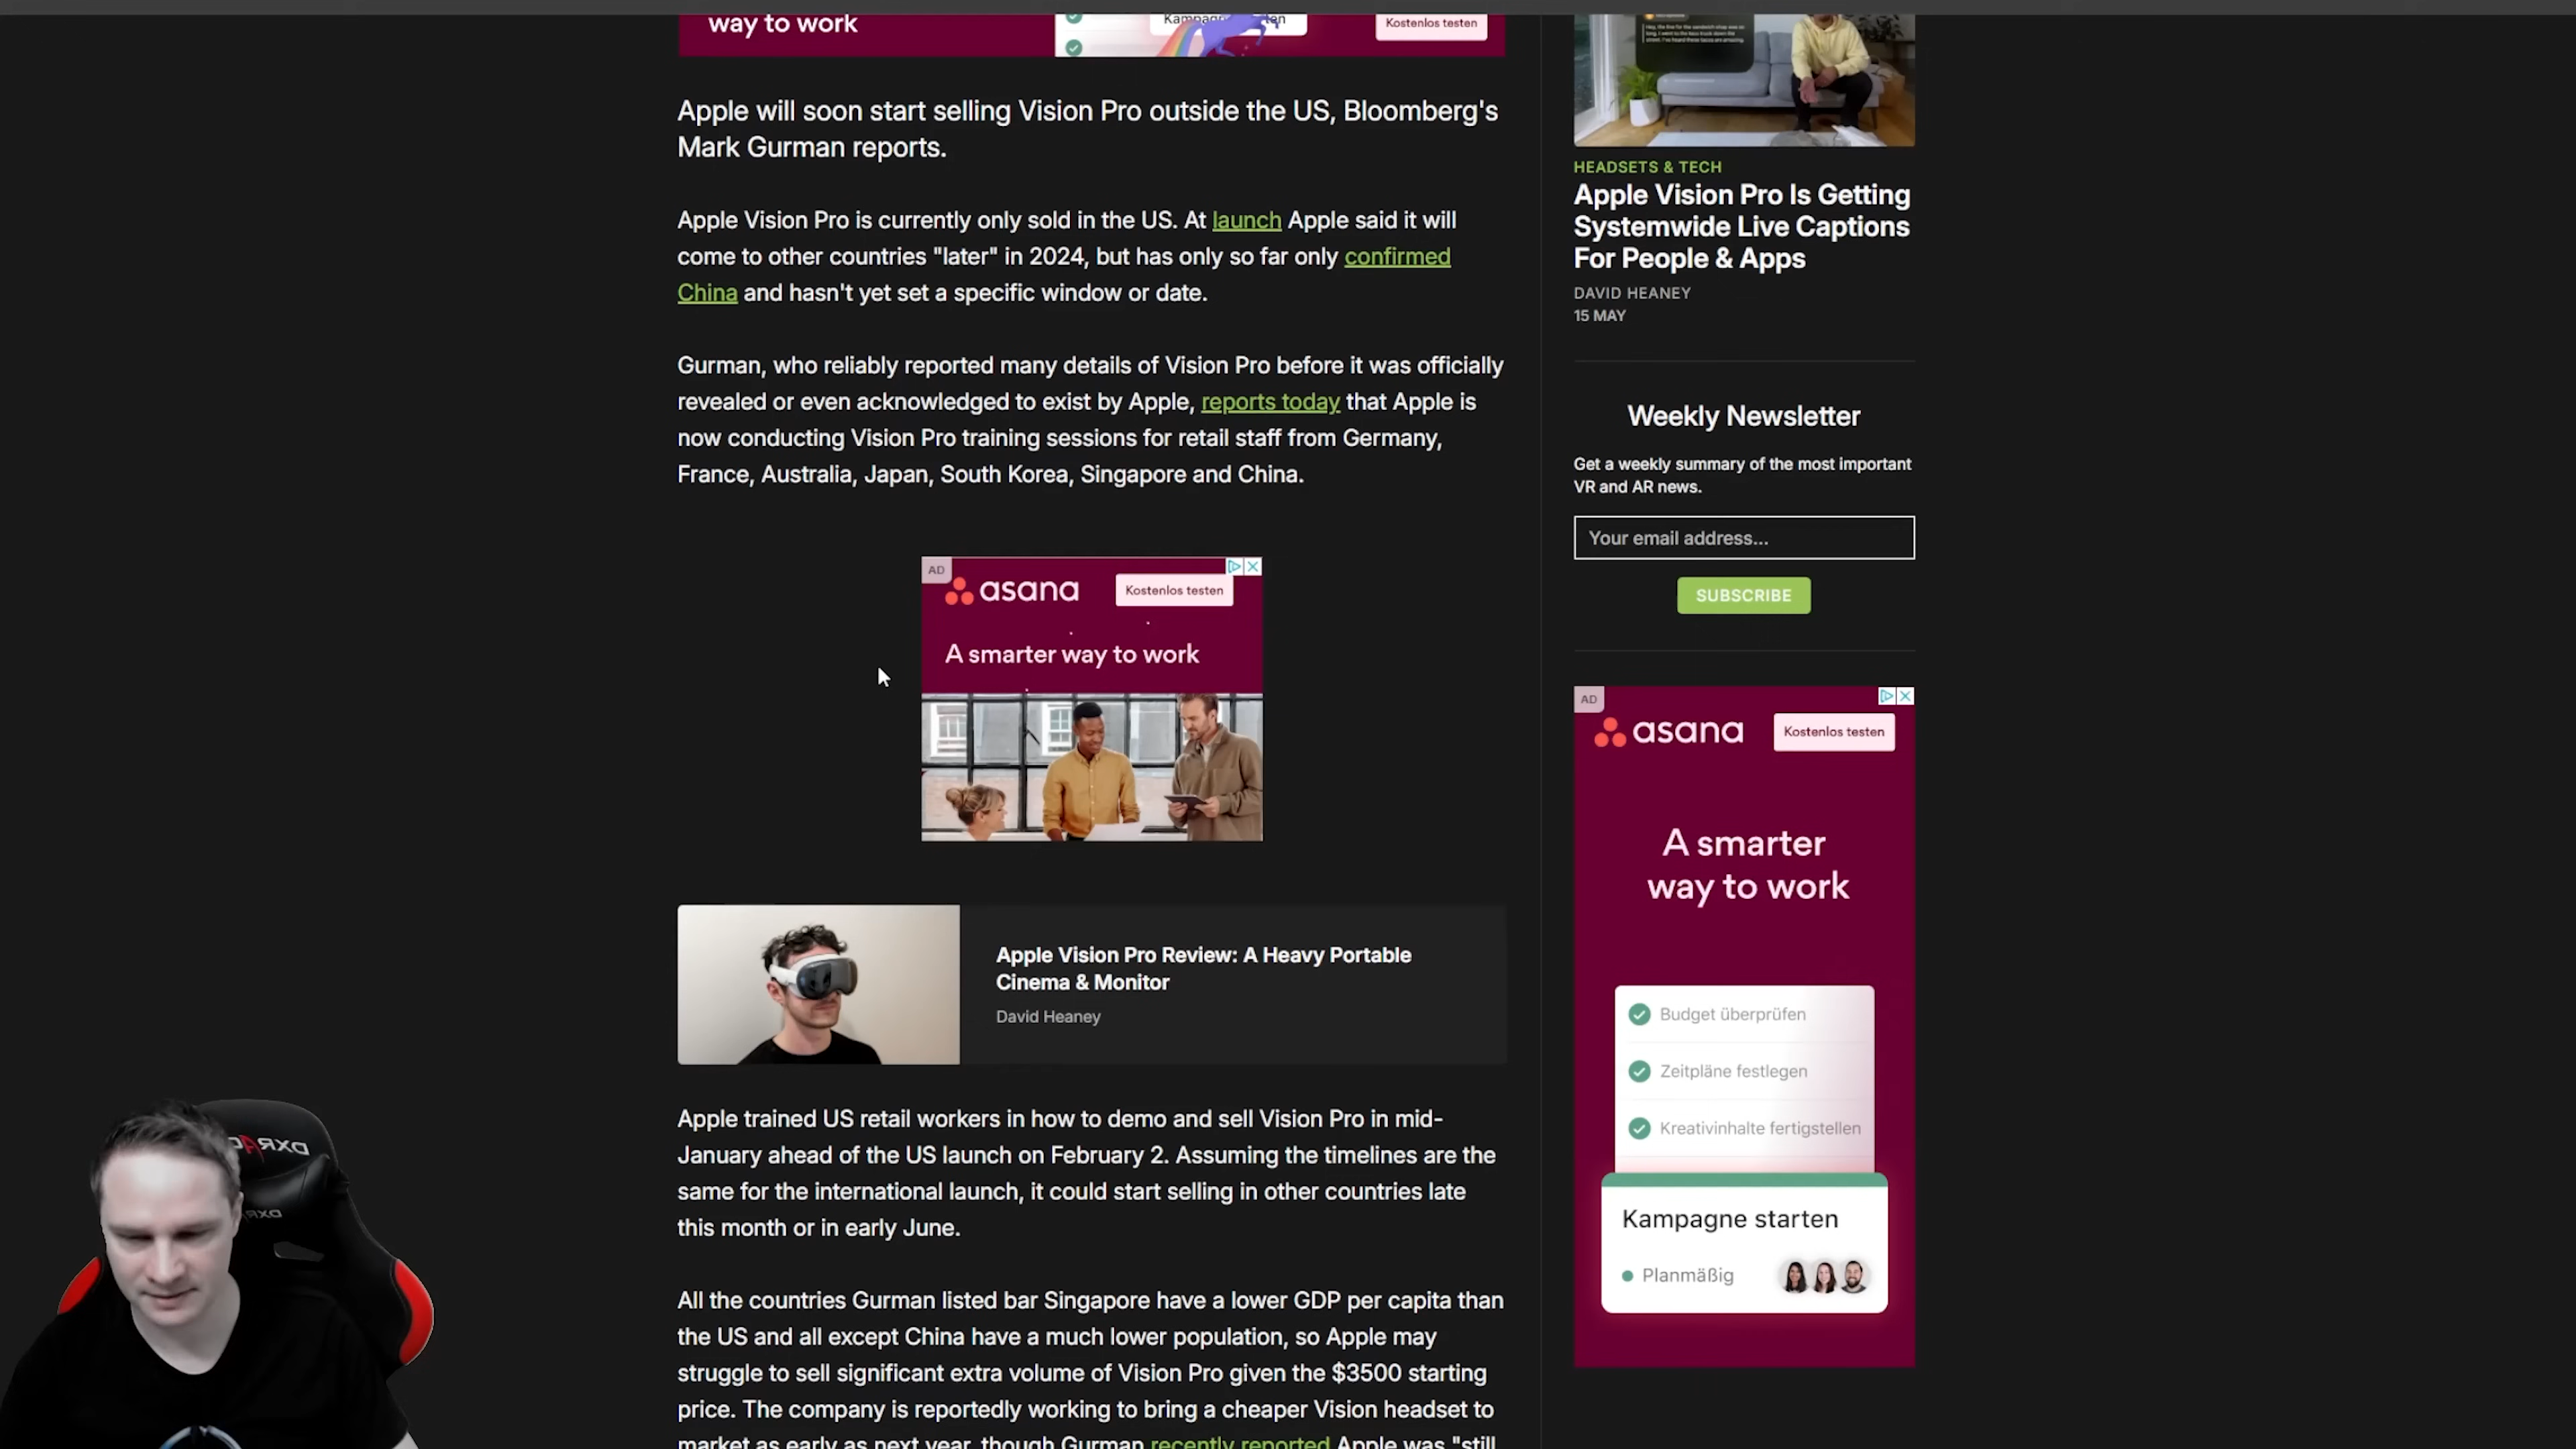 way to work
Kostenlos testen
Apple will soon start selling Vision Pro outside the US, Bloomberg's
Mark Gurman reports.
Apple Vision Pro is currently only sold in the US. At launch Apple said it will
come to other countries "later" in 2024, but has only so far only confirmed
China and hasn't yet set a specific window or date.
Gurman, who reliably reported many details of Vision Pro before it was officially
revealed or even acknowledged to exist by Apple, reports today that Apple is
now conducting Vision Pro training sessions for retail staff from Germany,
France, Australia, Japan, South Korea, Singapore and China.
AD
asana
Kostenlos testen
A smarter way to work
Apple Vision Pro Review: A Heavy Portable
Cinema & Monitor
David Heaney
Apple trained US retail workers in how to demo and sell Vision Pro in mid-
January ahead of the US launch on February 2. Assuming the timelines are the
same for the international launch, it could start selling in other countries late
this month or in early June.
All the countries Gurman listed bar Singapore have a lower GDP per capita than
the US and all except China have a much lower population, so Apple may
struggle to sell significant extra volume of Vision Pro given the $3500 starting
price. The company is reportedly working to bring a cheaper Vision headset to
market as early as next year, though Gurman recently reported Apple was "still
HEADSETS & TECH
Apple Vision Pro Is Getting
Systemwide Live Captions
For People & Apps
DAVID HEANEY
15 MAY
Weekly Newsletter
Get a weekly summary of the most important
VR and AR news.
Your email address...
SUBSCRIBE
AD
asana
Kostenlos testen
A smarter
way to work
Budget überprüfen
Zeitpläne festlegen
Kreativinhalte fertigstellen
Kampagne starten
Planmäßig